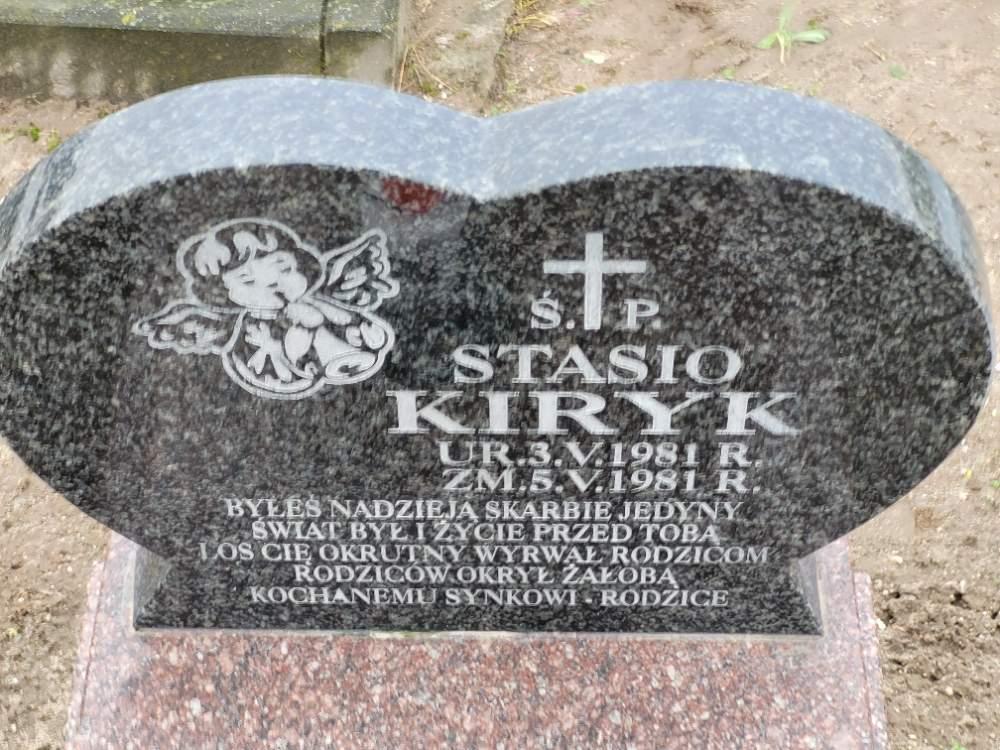 Ś. P.
STASIO
KIRYK
UR.3.V.1981 R.
ZM.5.V.1981 R.
BYŁEŚ NADZIEJĄ SKARBIE JEDYNY
ŚWIAT BYŁ I ŻYCIE PRZED TOBĄ
LOS CIĘ OKRUTNY WYRWAŁ RODZICOM
RODZICÓW OKRYŁ ŻAŁOBĄ
KOCHANEMU SYNKOWI - RODZICE